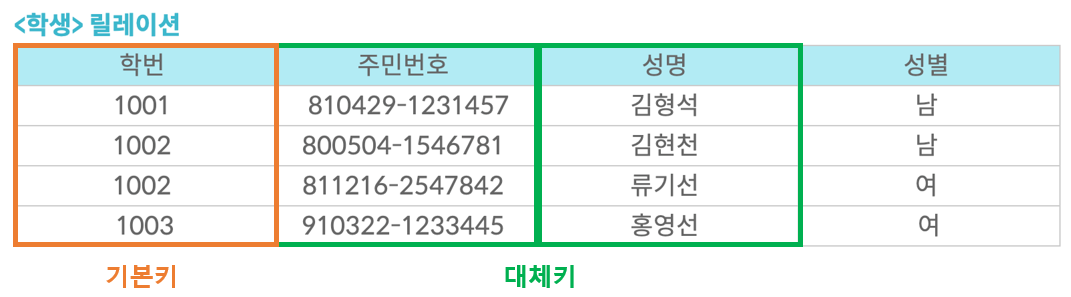 <학생> 릴레이션
학번 주민번호 성명 성별
1001 810429-1231457 김형석 남
1002 800504-1546781 김현천 남
1002 811216-2547842 류기선 여
1003 910322-1233445 홍영선 여
기본키 대체키